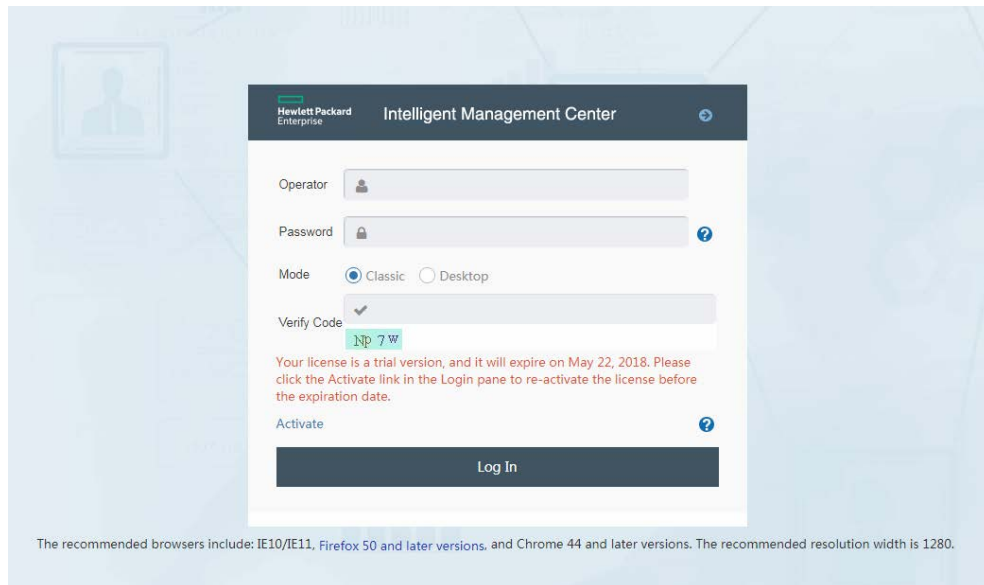 Hewlett Packard
Enterprise
Intelligent Management Center
Operator
Password
Mode
Classic
Desktop
Verify Code
Np 7W
Your license is a trial version, and it will expire on May 22, 2018. Please
click the Activate link in the Login pane to re-activate the license before
the expiration date.
Activate
Log In
The recommended browsers include: IE10/IE11, Firefox 50 and later versions. and Chrome 44 and later versions. The recommended resolution width is 1280.